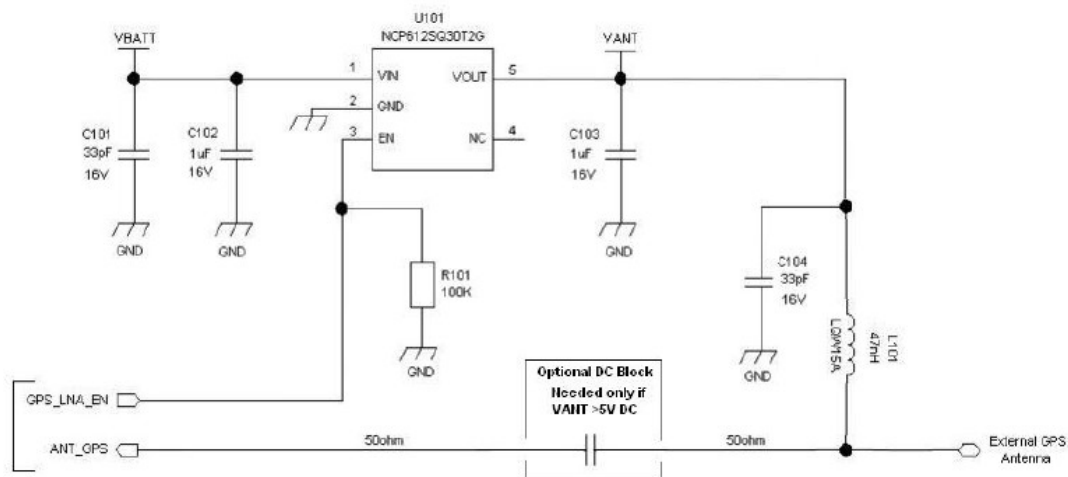 U101
NCP612SQ30T2G
VBATT
VANT
1
VIN
VOUT
5
2
GND
3
EN
NC
4
C101
33pF
16V
C102
1uF
16V
C103
1uF
16V
GND
GND
GND
R101
100K
GND
C104
33pF
16V
GND
L101
47nH
LQW15A
Optional DC Block
Needed only if
VANT >5V DC
GPS_LNA_EN
ANT_GPS
50ohm
50ohm
External GPS
Antenna